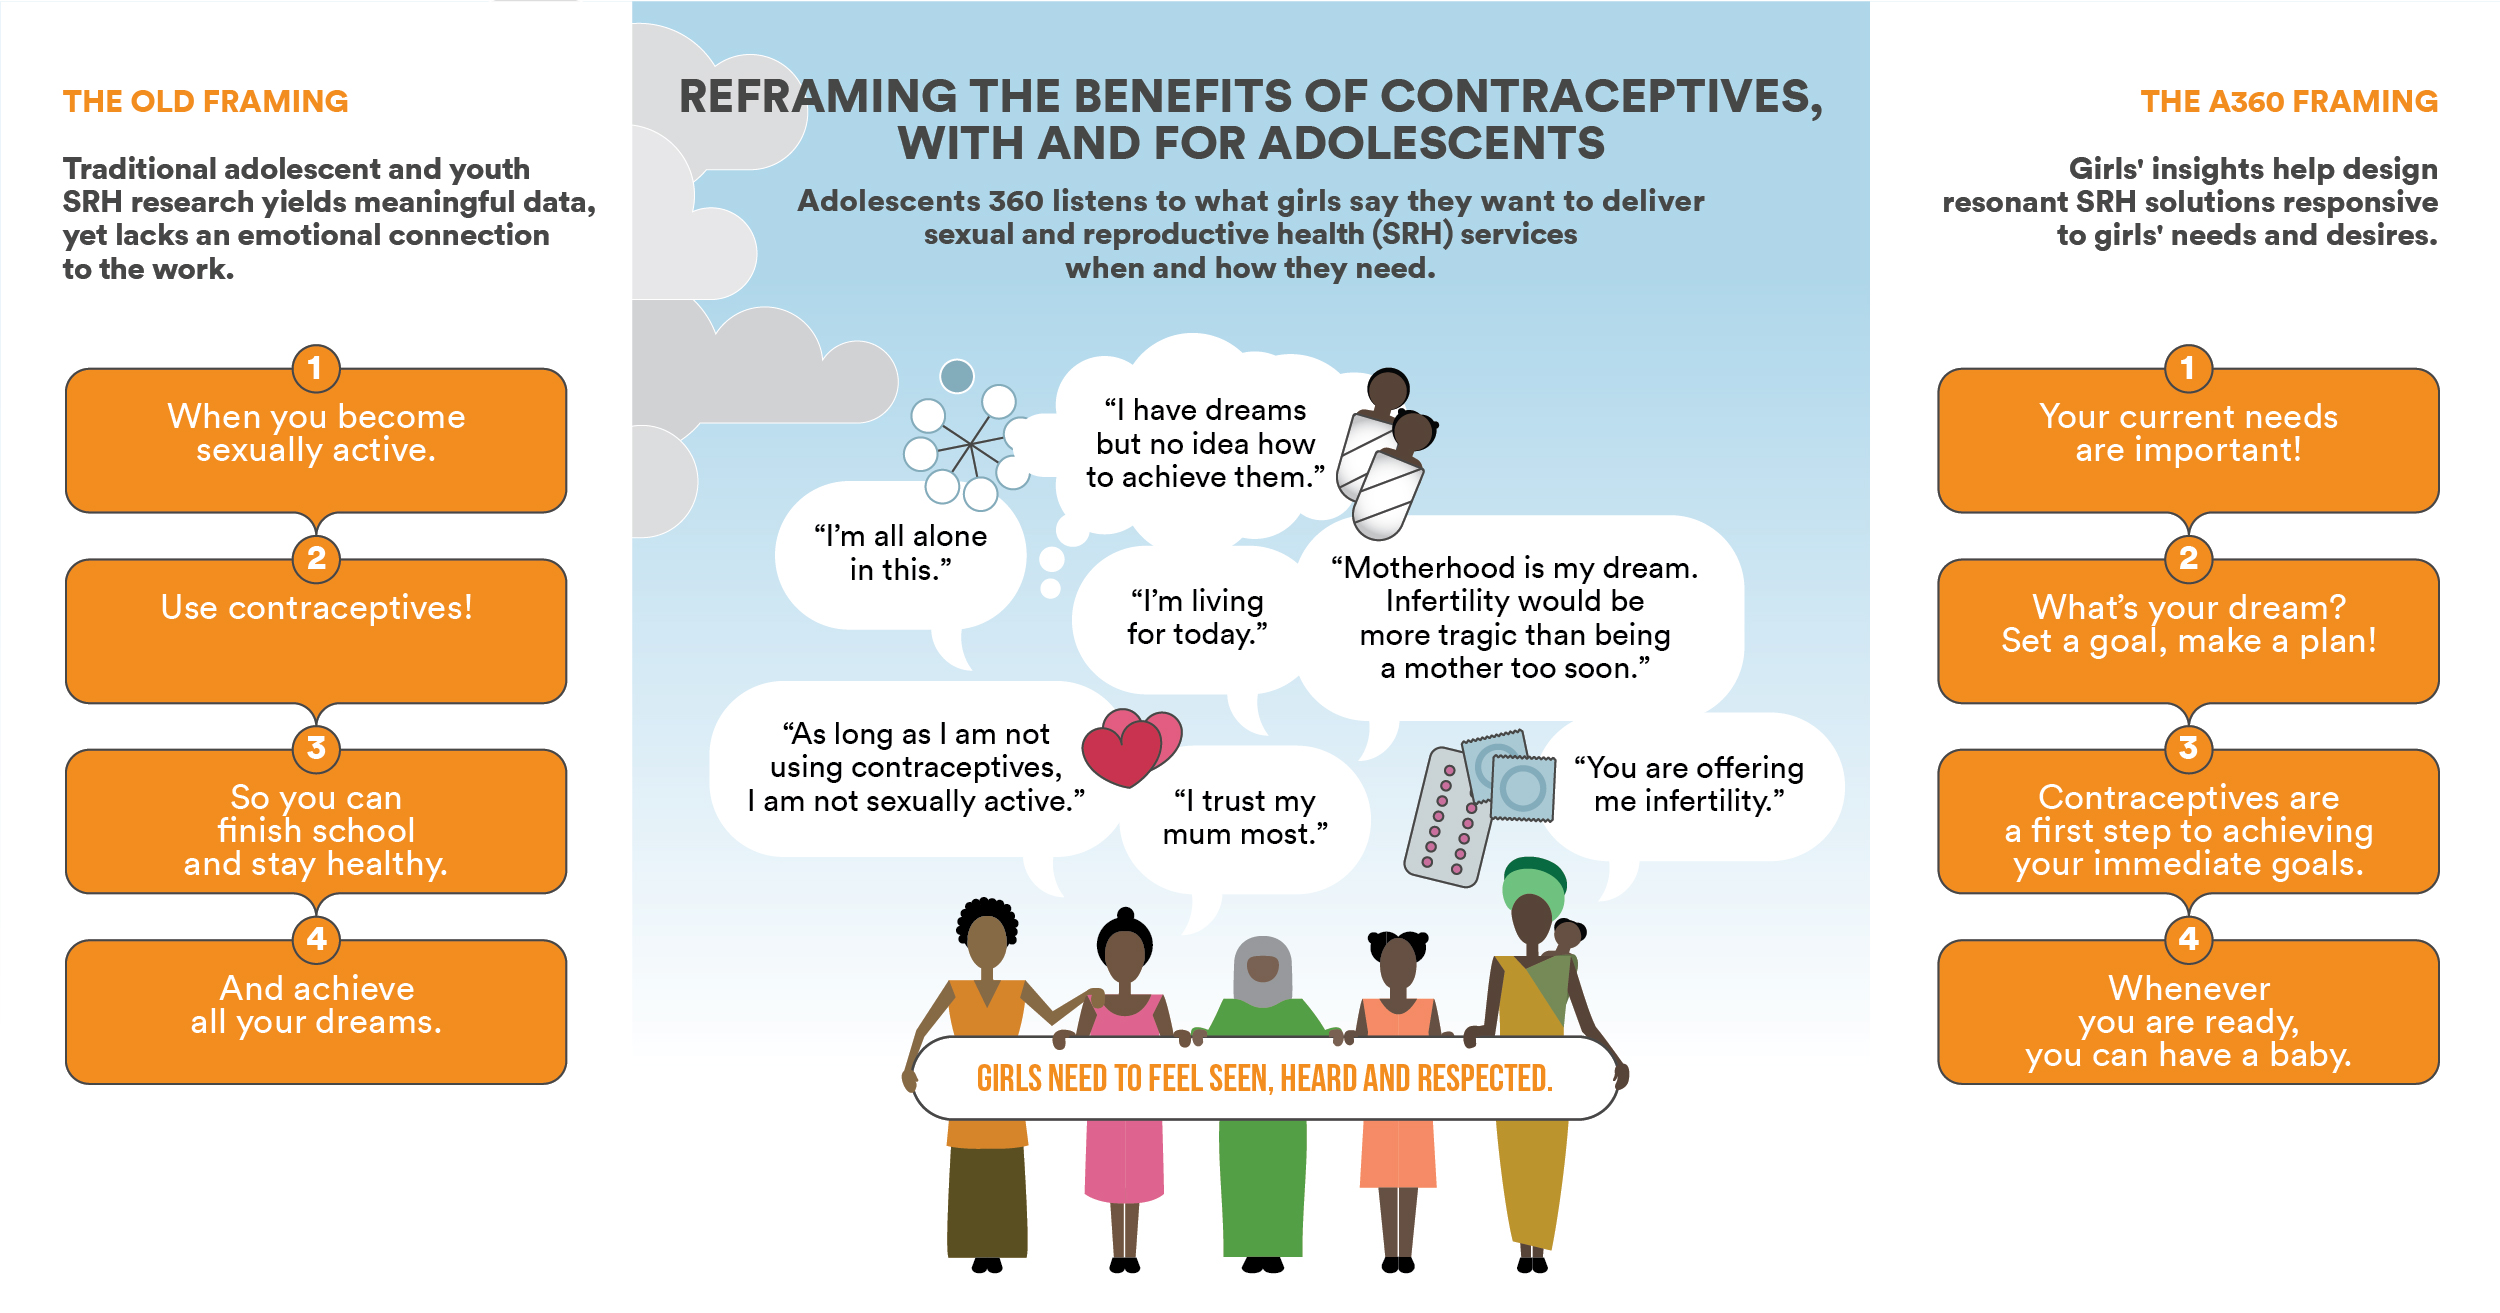 THE OLD FRAMING
Traditional adolescent and youth
SRH research yields meaningful data,
yet lacks an emotional connection
to the work.
1
When you become
sexually active.
2
Use contraceptives!
3
So you can
finish school
and stay healthy.
4
And achieve
all your dreams.
REFRAMING THE BENEFITS OF CONTRACEPTIVES,
WITH AND FOR ADOLESCENTS
Adolescents 360 listens to what girls say they want to deliver
sexual and reproductive health (SRH) services
when and how they need.
“I have dreams
but no idea how
to achieve them.”
“I’m all alone
in this.”
“I’m living
for today.”
“Motherhood is my dream.
Infertility would be
more tragic than being
a mother too soon.”
“As long as I am not
using contraceptives,
I am not sexually active.”
“I trust my
mum most.”
“You are offering
me infertility.”
GIRLS NEED TO FEEL SEEN, HEARD AND RESPECTED.
THE A360 FRAMING
Girls' insights help design
resonant SRH solutions responsive
to girls' needs and desires.
1
Your current needs
are important!
2
What’s your dream?
Set a goal, make a plan!
3
Contraceptives are
a first step to achieving
your immediate goals.
4
Whenever
you are ready,
you can have a baby.